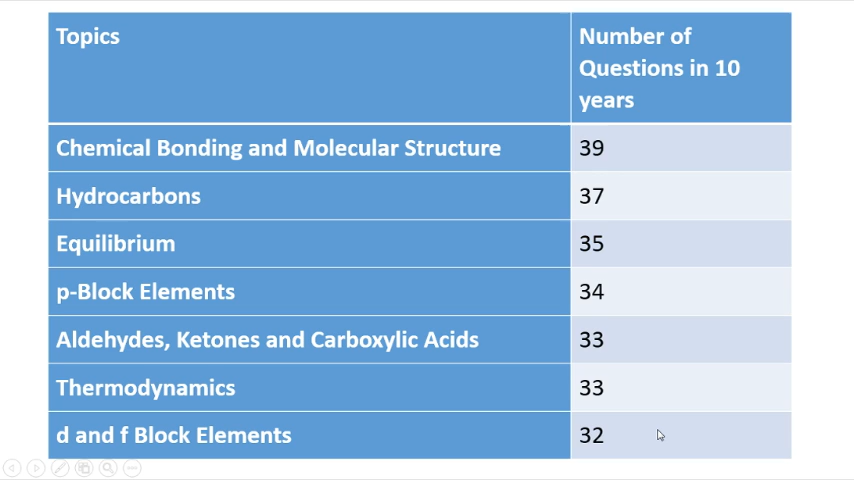 Topics
Number of
Questions in 10
years
Chemical Bonding and Molecular Structure
39
Hydrocarbons
37
Equilibrium
35
p-Block Elements
34
Aldehydes, Ketones and Carboxylic Acids
33
Thermodynamics
33
d and f Block Elements
32